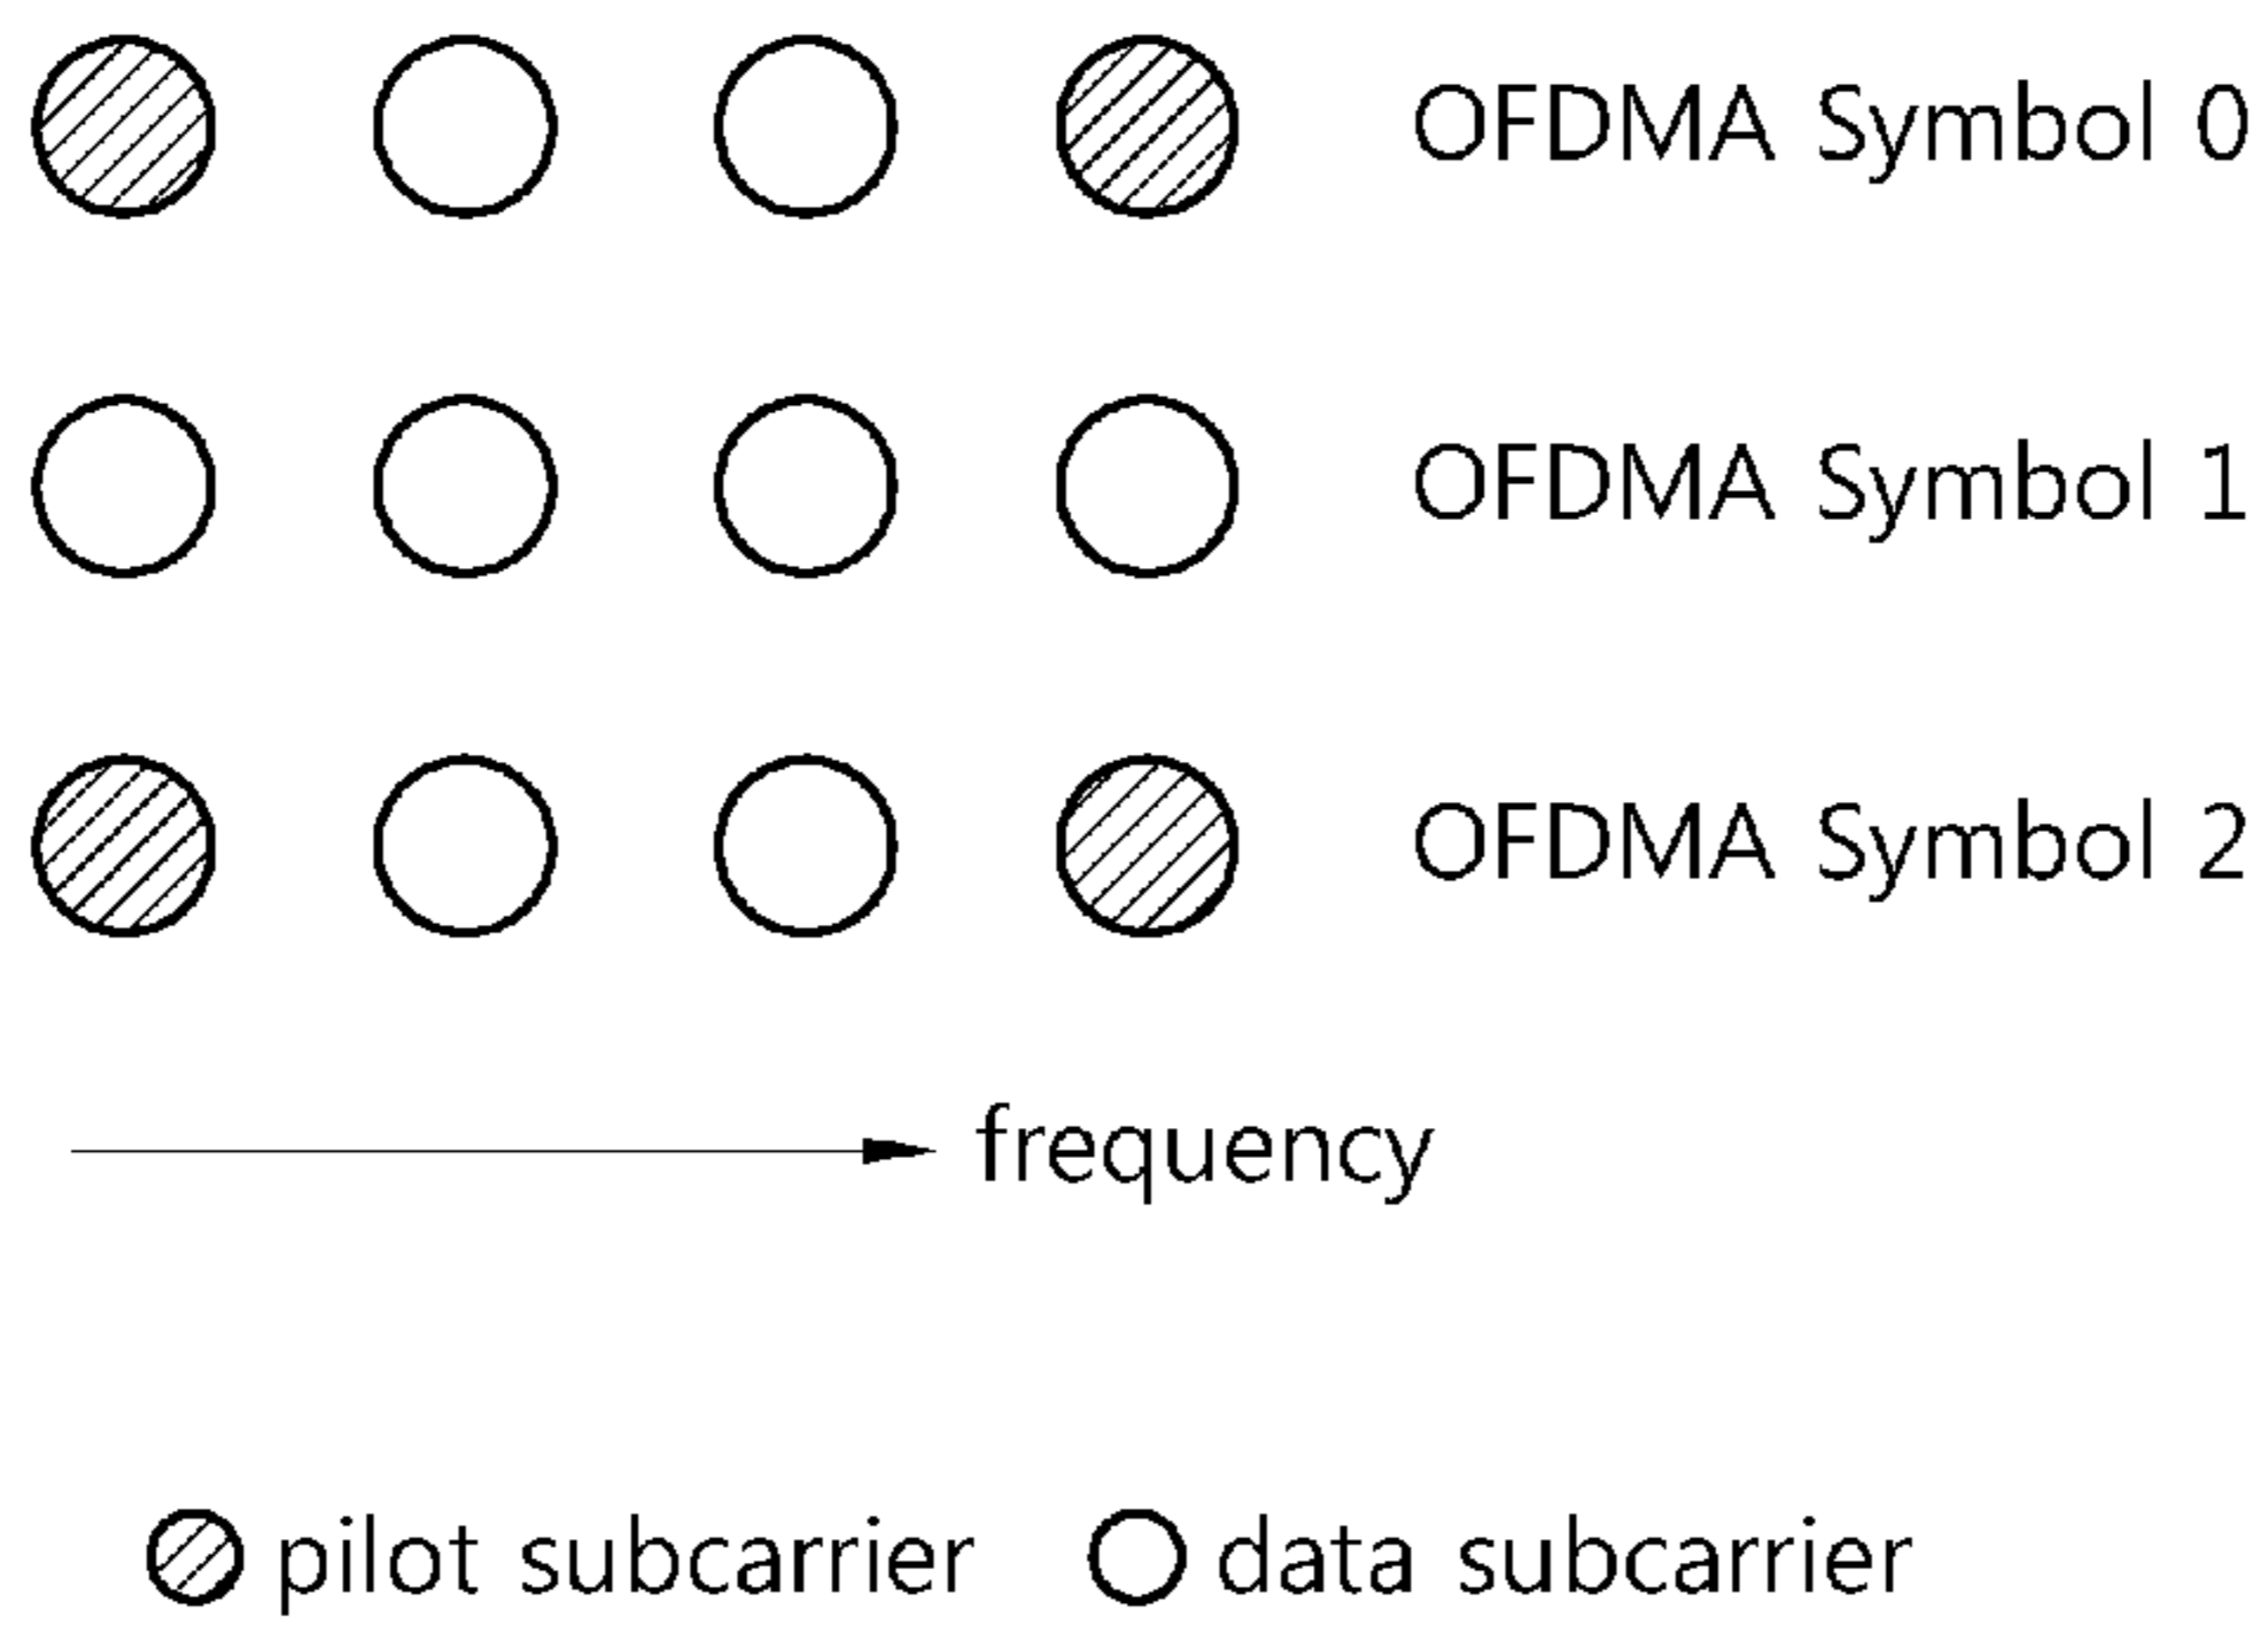 OFDMA Symbol 0
OFDMA Symbol 1
OFDMA Symbol 2
frequency
pilot subcarrier data subcarrier